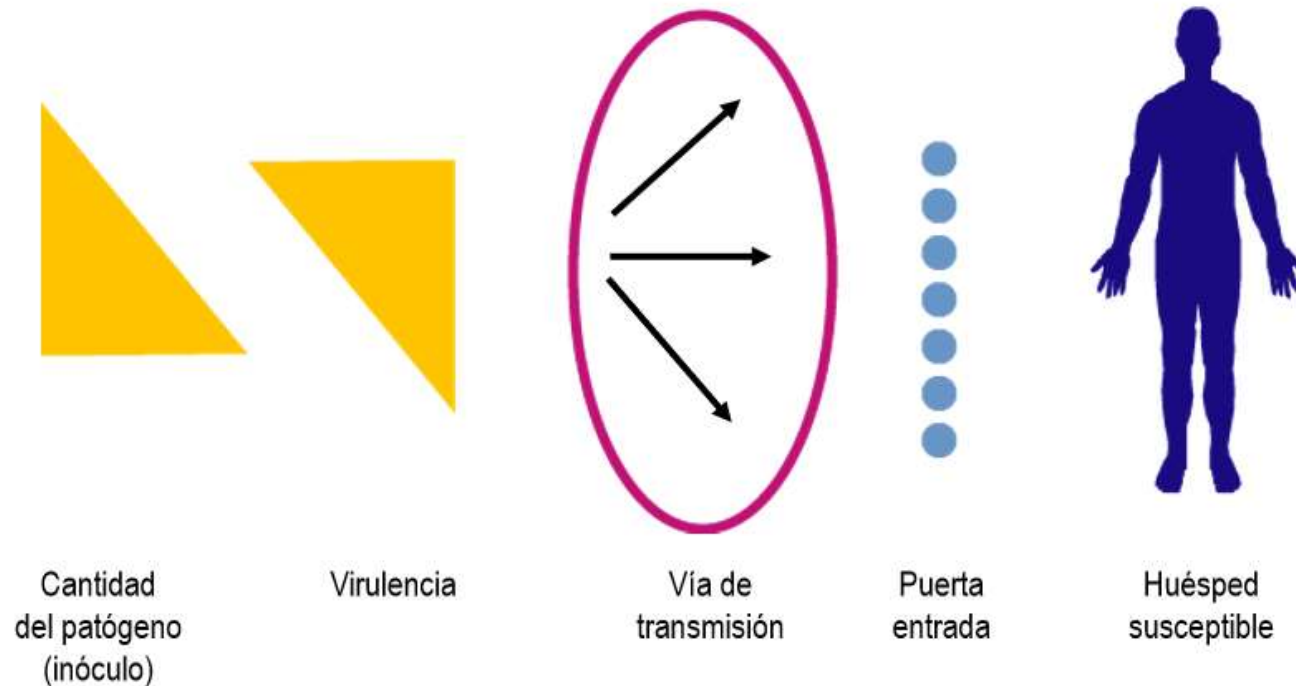 Cantidad
del patógeno
(inóculo)
Virulencia
Vía de
transmisión
Puerta
entrada
Huésped
susceptible